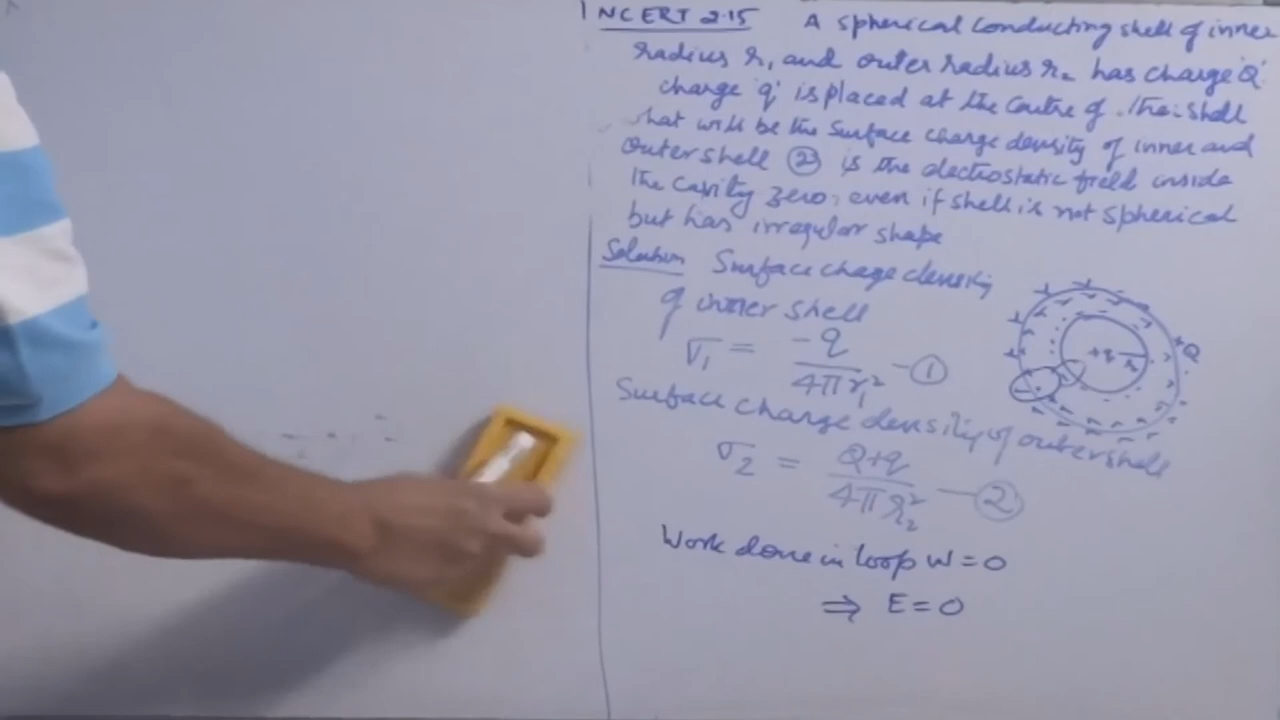 NCERT 2.15 A spherical conducting shell of inner
radius r₁ and outer radius r₂ has charge 'Q'
charge 'q' is placed at the centre of the shell
what will be the surface charge density of inner and
outer shell ② is the electrostatic field inside
the cavity zero, even if shell is not spherical
but has irregular shape
Solution Surface charge density
of inner shell
σ₁ = -q / 4πr₁² —①
+q r₁ Q
Surface charge density of outer shell
σ₂ = Q+q / 4πr₂² —②
Work done in loop W=0
⇒ E=0